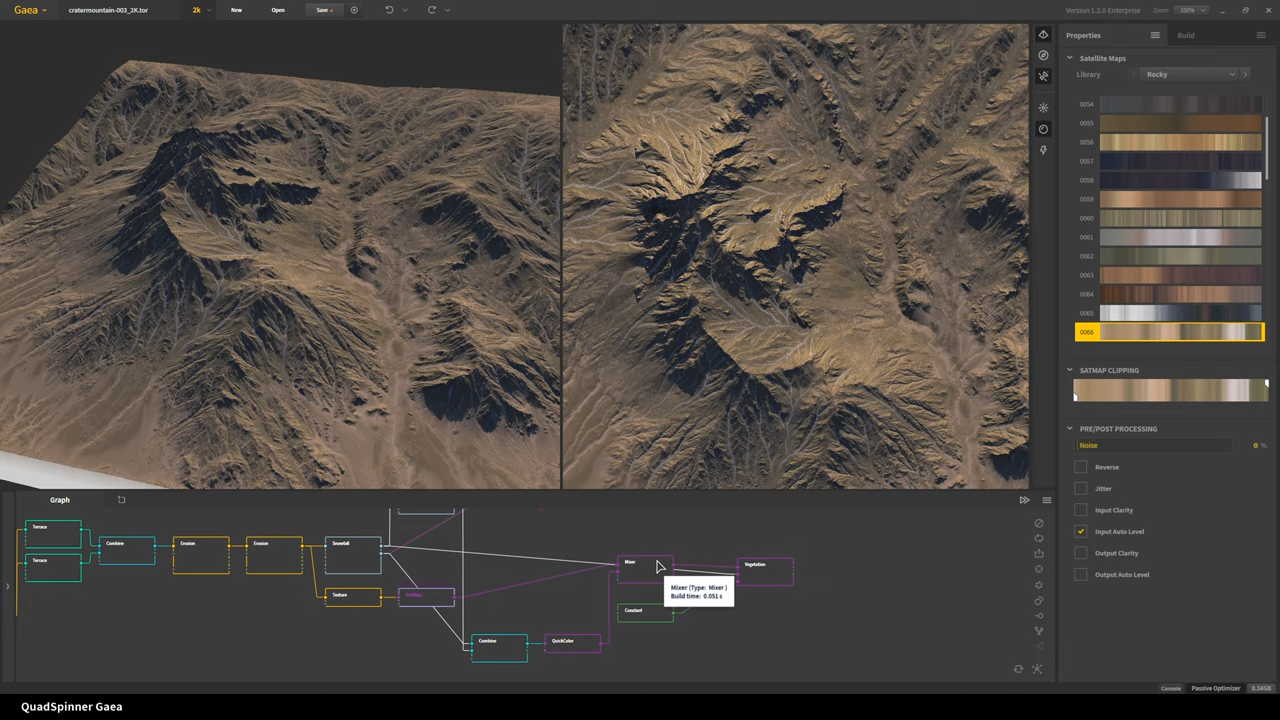 Gaea
cratermountain-003_2K.tor
2k
New
Open
Save
Version 1.2.0 Enterprise
Zoom
100%
Properties
Build
Satellite Maps
Library
Rocky
0054
0055
0056
0057
0058
0059
0060
0061
0062
0063
0064
0065
0066
SATMAP CLIPPING
PRE/POST PROCESSING
Noise
0 %
Reverse
Jitter
Input Clarity
Input Auto Level
Output Clarity
Output Auto Level
Graph
Terrace
Combine
Erosion
Erosion
Snowfall
Mixer
Vegetation
Terrace
Mixer (Type: Mixer )
Build time: 0.051 s
Texture
Constant
Combine
QuickColor
Console
Passive Optimizer
8.34GB
QuadSpinner Gaea